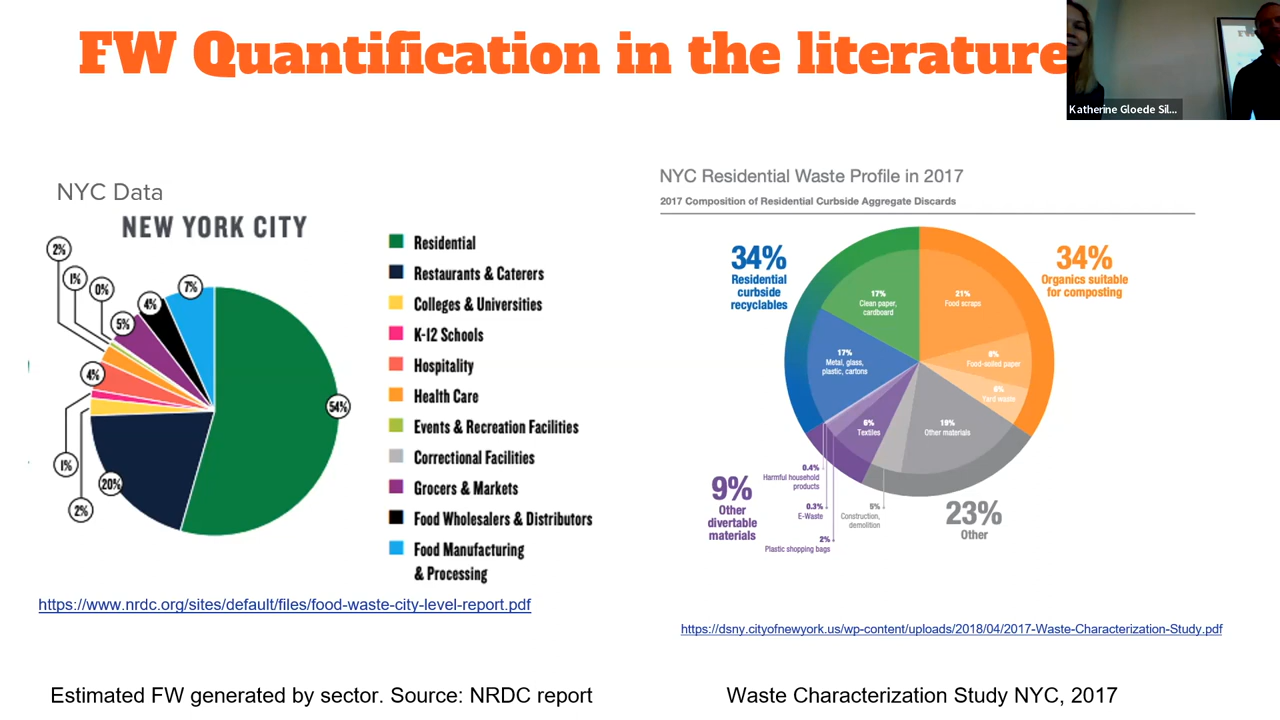 FW Quantification in the literature
Katherine Gloede Sil...
NYC Data
NEW YORK CITY
2%
1%
0%
4%
7%
5%
4%
54%
1%
20%
2%
Residential
Restaurants & Caterers
Colleges & Universities
K-12 Schools
Hospitality
Health Care
Events & Recreation Facilities
Correctional Facilities
Grocers & Markets
Food Wholesalers & Distributors
Food Manufacturing
& Processing
https://www.nrdc.org/sites/default/files/food-waste-city-level-report.pdf
Estimated FW generated by sector. Source: NRDC report
NYC Residential Waste Profile in 2017
2017 Composition of Residential Curbside Aggregate Discards
34%
Residential
curbside
recyclables
34%
Organics suitable
for composting
17%
Clean paper,
cardboard
21%
Food scraps
17%
Metal, glass,
plastic, cartons
Food-soiled paper
6%
Yard waste
6%
Textiles
19%
Other materials
0.4%
Harmful household
products
9%
Other
divertable
materials
0.3%
E-Waste
5%
Construction,
demolition
2%
Plastic shopping bags
23%
Other
https://dsny.cityofnewyork.us/wp-content/uploads/2018/04/2017-Waste-Characterization-Study.pdf
Waste Characterization Study NYC, 2017